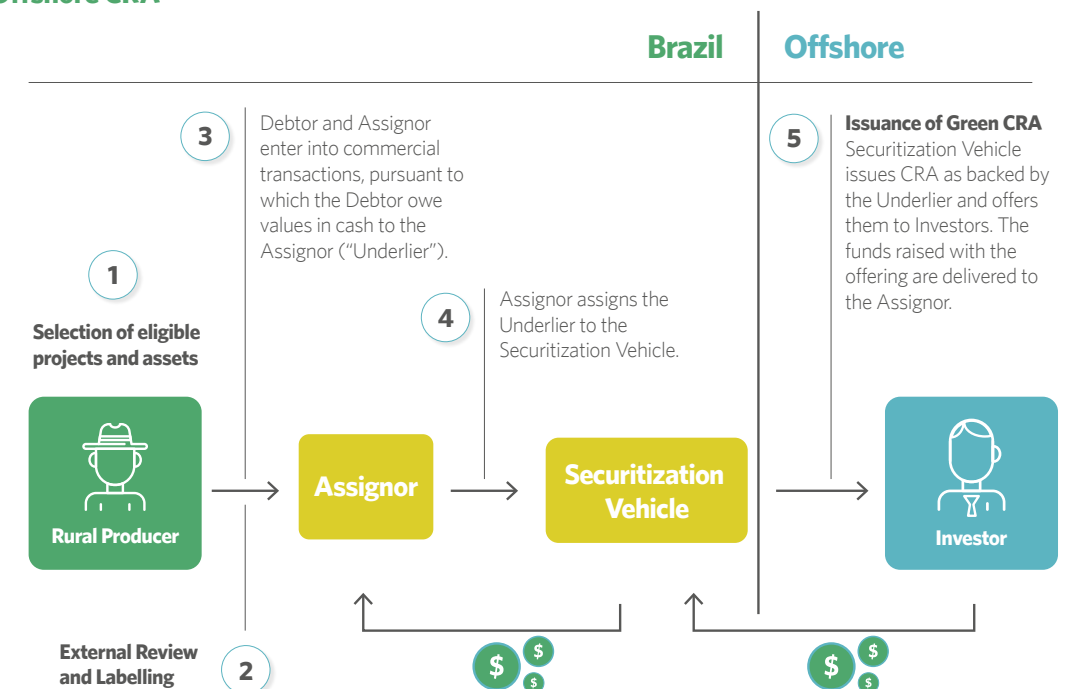 Offshore CRA
Brazil
Offshore
3
Debtor and Assignor
enter into commercial
transactions, pursuant to
which the Debtor owe
values in cash to the
Assignor (“Underlier”).
5
Issuance of Green CRA
Securitization Vehicle
issues CRA as backed by
the Underlier and offers
them to Investors. The
funds raised with the
offering are delivered to
the Assignor.
1
Selection of eligible
projects and assets
4
Assignor assigns the
Underlier to the
Securitization Vehicle.
Rural Producer
Assignor
Securitization
Vehicle
Investor
External Review
and Labelling
2
$
$
$
$
$
$